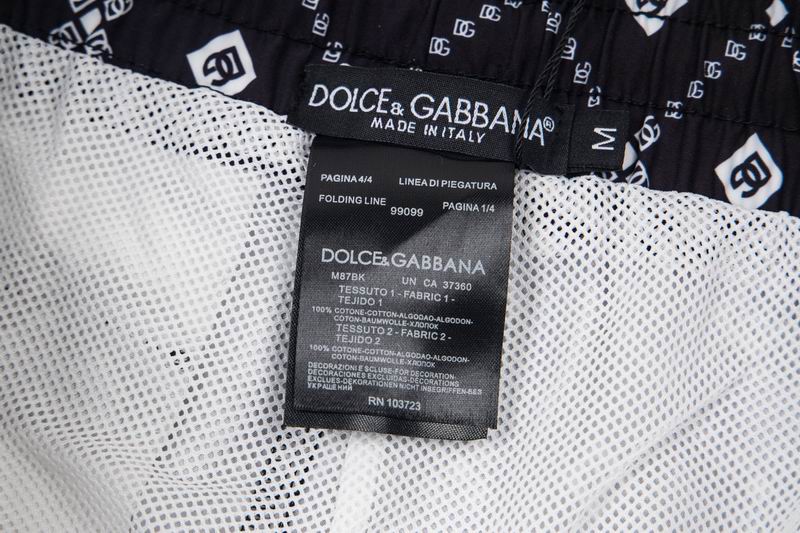 DOLCE & GABBANA®
MADE IN ITALY
M
PAGINA 4/4 LINEA DI PIEGATURA
FOLDING LINE 99099 PAGINA 1/4
DOLCE & GABBANA
M87BK UN CA 37360
TESSUTO 1 - FABRIC 1 -
TEJIDO 1
100% COTONE-COTTON-ALGODAO-ALGODON-
COTON-BAUMWOLLE-ХЛОПОК
TESSUTO 2 - FABRIC 2 -
TEJIDO 2
100% COTONE-COTTON-ALGODAO-ALGODON-
COTON-BAUMWOLLE-ХЛОПОК
DECORAZIONI ESCLUSE-FOR DECORATION-
DECORACIONES EXCLUIDAS-DECORATIONS
EXCLUES-DEKORATIONEN NICHT INBEGRIFFEN-БЕЗ
УКРАШЕНИЙ
RN 103723